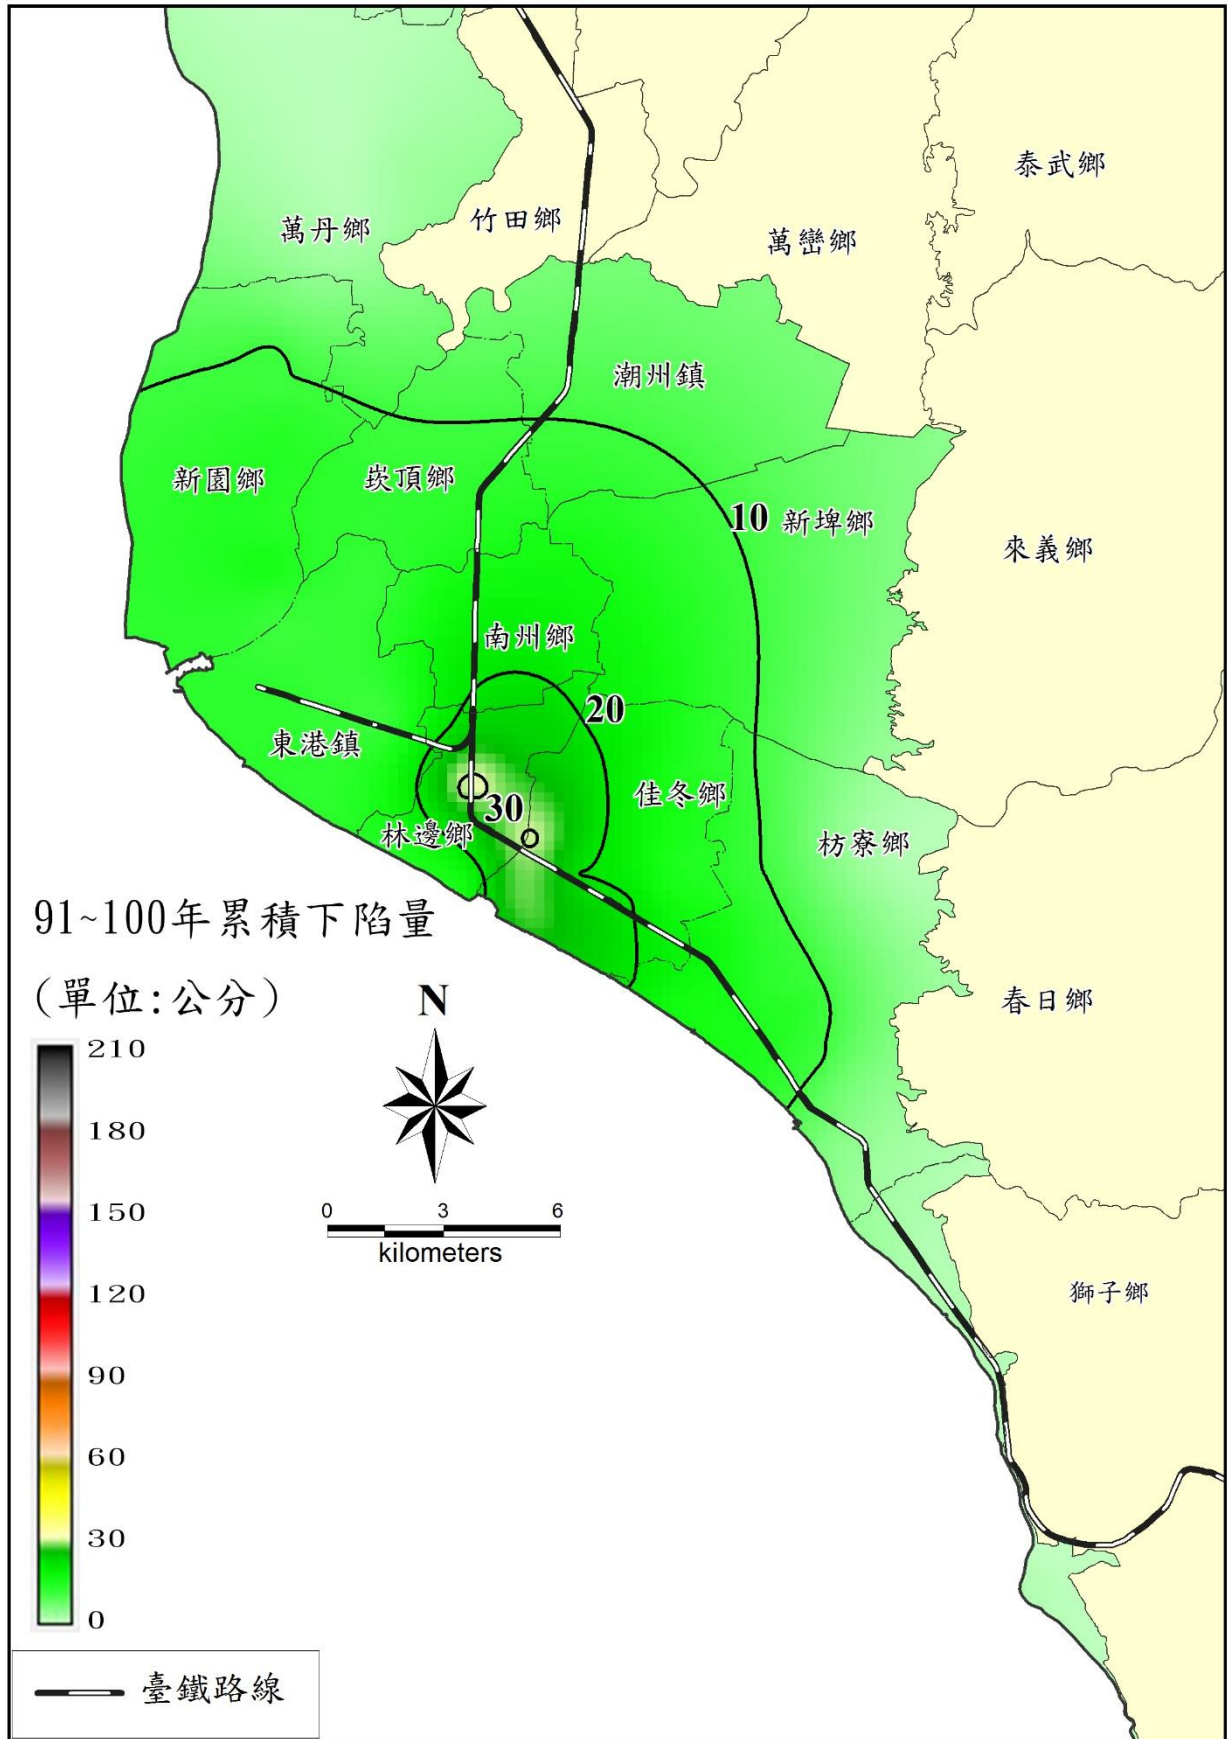 泰武鄉
竹田鄉
萬丹鄉
萬巒鄉
潮州鎮
新園鄉
崁頂鄉
10
新埤鄉
來義鄉
南州鄉
20
東港鎮
佳冬鄉
30
林邊鄉
枋寮鄉
91~100年累積下陷量
(單位:公分)
N
春日鄉
210
180
150
120
90
60
30
0
0 3 6
kilometers
獅子鄉
臺鐵路線